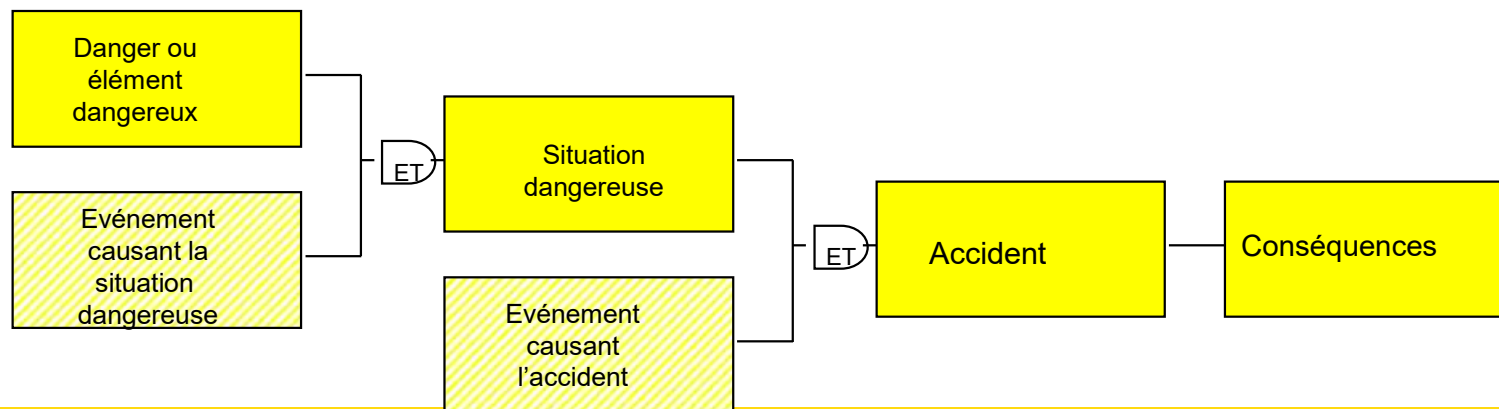 Danger ou
élément
dangereux
Evénement
causant la
situation
dangereuse
ET
Situation
dangereuse
Evénement
causant
l’accident
ET
Accident
Conséquences